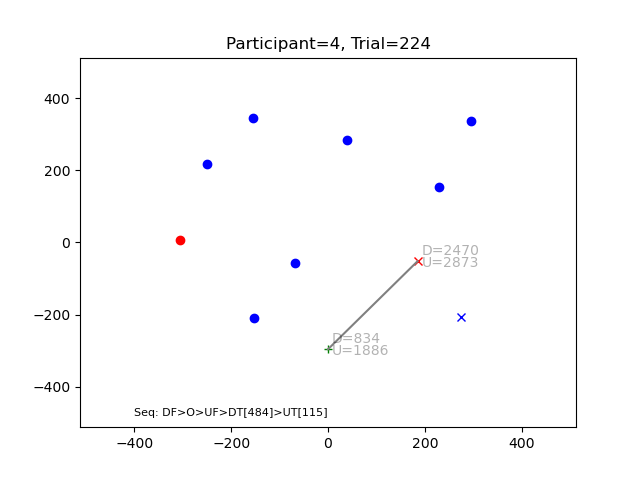 Participant=4, Trial=224
400
200
0
−200
−400
D=2470
U=2873
D=834
U=1886
Seq: DF>O>UF>DT[484]>UT[115]
−400 −200 0 200 400